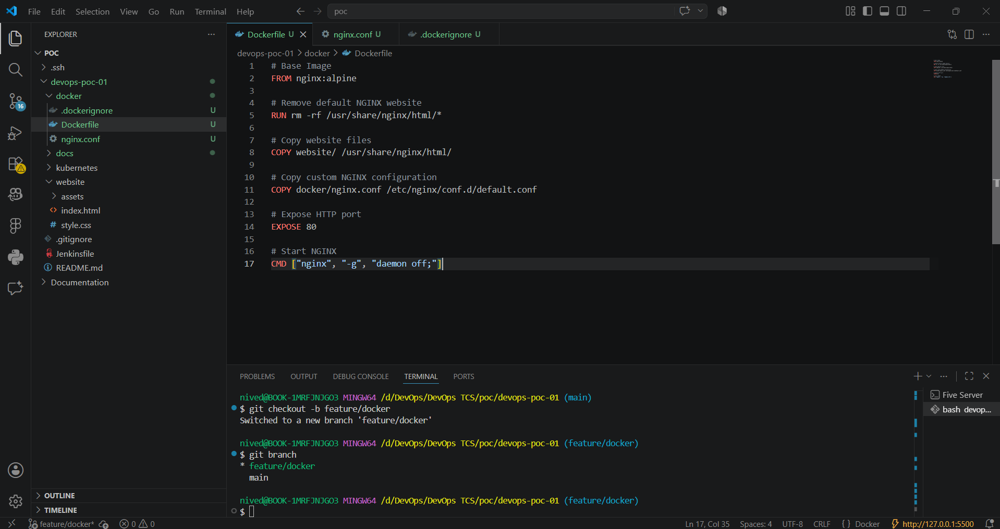 File Edit Selection View Go Run Terminal Help
poc
EXPLORER
POC
.ssh
devops-poc-01
docker
.dockerignore U
Dockerfile U
nginx.conf U
docs
kubernetes
website
assets
index.html
style.css
.gitignore
Jenkinsfile
README.md
Documentation
OUTLINE
TIMELINE
16
Dockerfile U
nginx.conf U
.dockerignore U
devops-poc-01 > docker > Dockerfile
1 # Base Image
2 FROM nginx:alpine
3
4 # Remove default NGINX website
5 RUN rm -rf /usr/share/nginx/html/*
6
7 # Copy website files
8 COPY website/ /usr/share/nginx/html/
9
10 # Copy custom NGINX configuration
11 COPY docker/nginx.conf /etc/nginx/conf.d/default.conf
12
13 # Expose HTTP port
14 EXPOSE 80
15
16 # Start NGINX
17 CMD ["nginx", "-g", "daemon off;"]
PROBLEMS OUTPUT DEBUG CONSOLE TERMINAL PORTS
nived@BOOK-1MRFJNJGO3 MINGW64 /d/DevOps/DevOps TCS/poc/devops-poc-01 (main)
$ git checkout -b feature/docker
Switched to a new branch 'feature/docker'
nived@BOOK-1MRFJNJGO3 MINGW64 /d/DevOps/DevOps TCS/poc/devops-poc-01 (feature/docker)
$ git branch
* feature/docker
main
nived@BOOK-1MRFJNJGO3 MINGW64 /d/DevOps/DevOps TCS/poc/devops-poc-01 (feature/docker)
$
Five Server
bash devop...
feature/docker* 0 0
Ln 17, Col 35 Spaces: 4 UTF-8 CRLF {} Docker http://127.0.0.1:5500